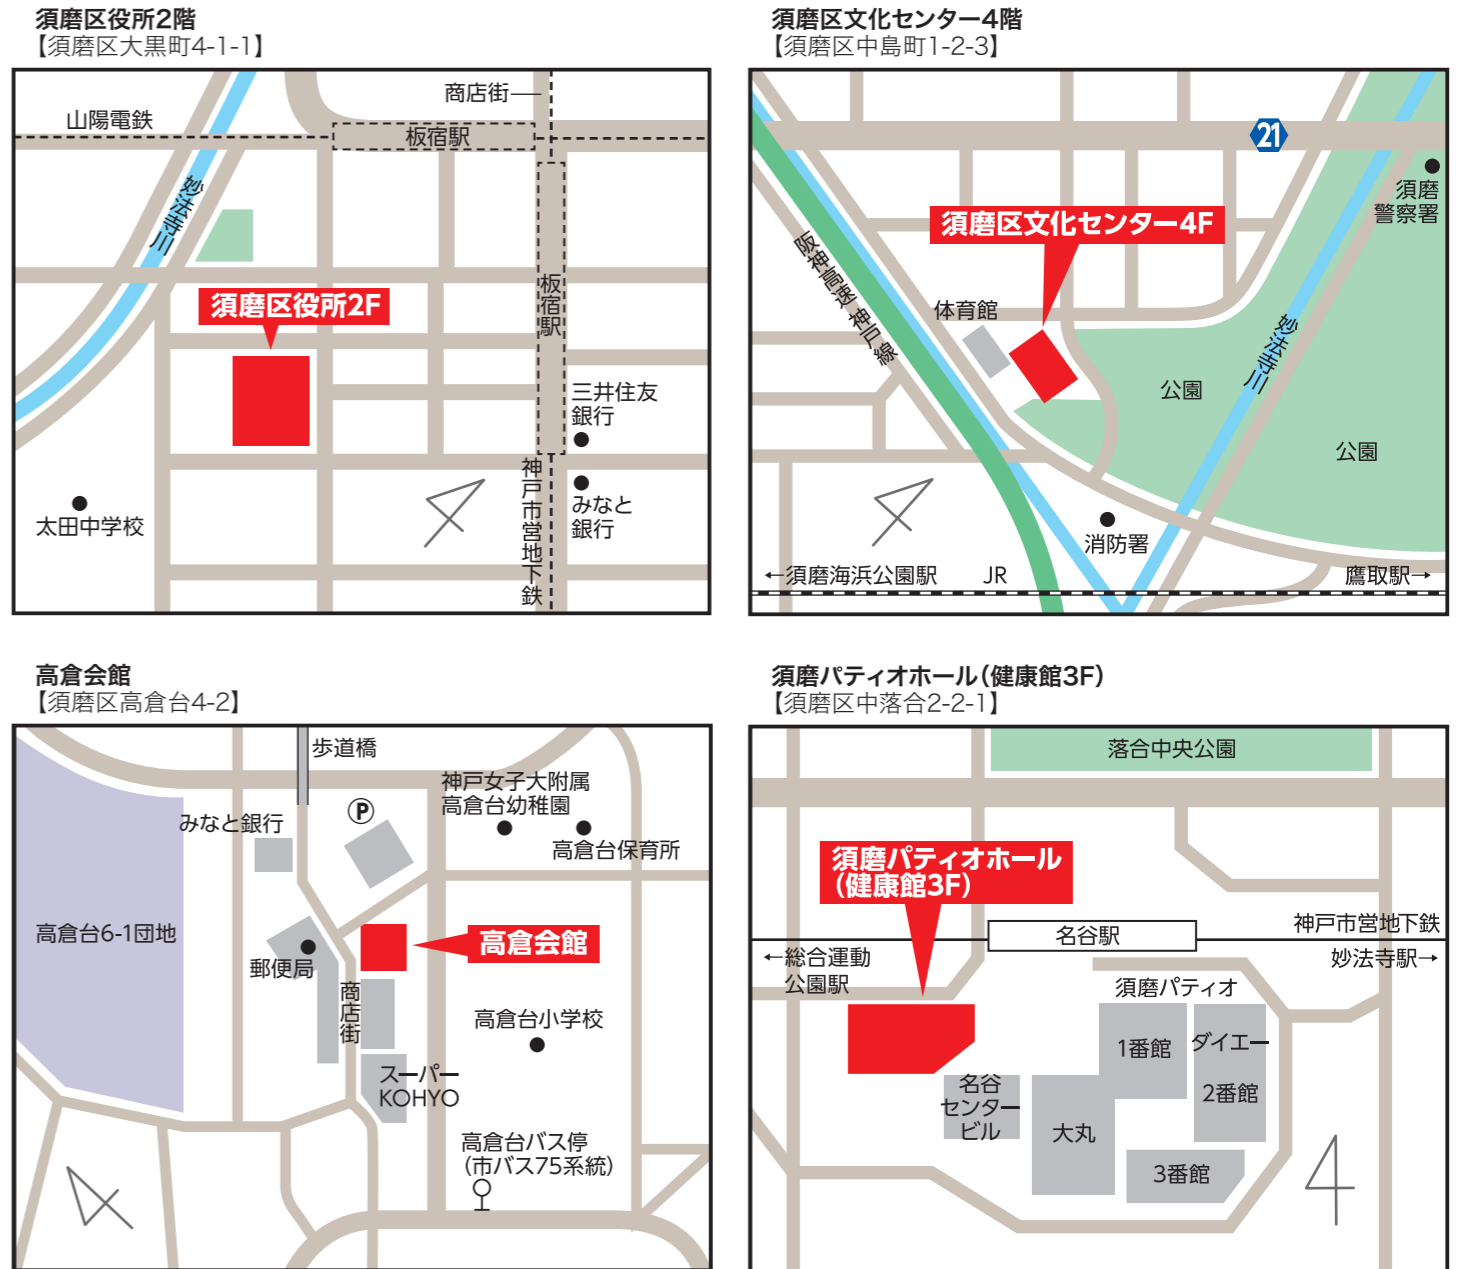 須磨区役所2階
【須磨区大黒町4-1-1】
商店街
山陽電鉄
板宿駅
妙法寺川
須磨区役所2F
板宿駅
三井住友
銀行
みなと
銀行
神戸市営地下鉄
太田中学校
須磨区文化センター4階
【須磨区中島町1-2-3】
21
須磨
警察署
須磨区文化センター4F
阪神高速神戸線
体育館
妙法寺川
公園
公園
消防署
←須磨海浜公園駅
JR
鷹取駅→
高倉会館
【須磨区高倉台4-2】
歩道橋
神戸女子大附属
高倉台幼稚園
P
みなと銀行
高倉台保育所
高倉台6-1団地
高倉会館
郵便局
商店街
高倉台小学校
スーパー
KOHYO
高倉台バス停
(市バス75系統)
須磨パティオホール(健康館3F)
【須磨区中落合2-2-1】
落合中央公園
須磨パティオホール
(健康館3F)
神戸市営地下鉄
名谷駅
←総合運動
公園駅
妙法寺駅→
須磨パティオ
1番館
ダイエー
2番館
名谷
センター
ビル
大丸
3番館